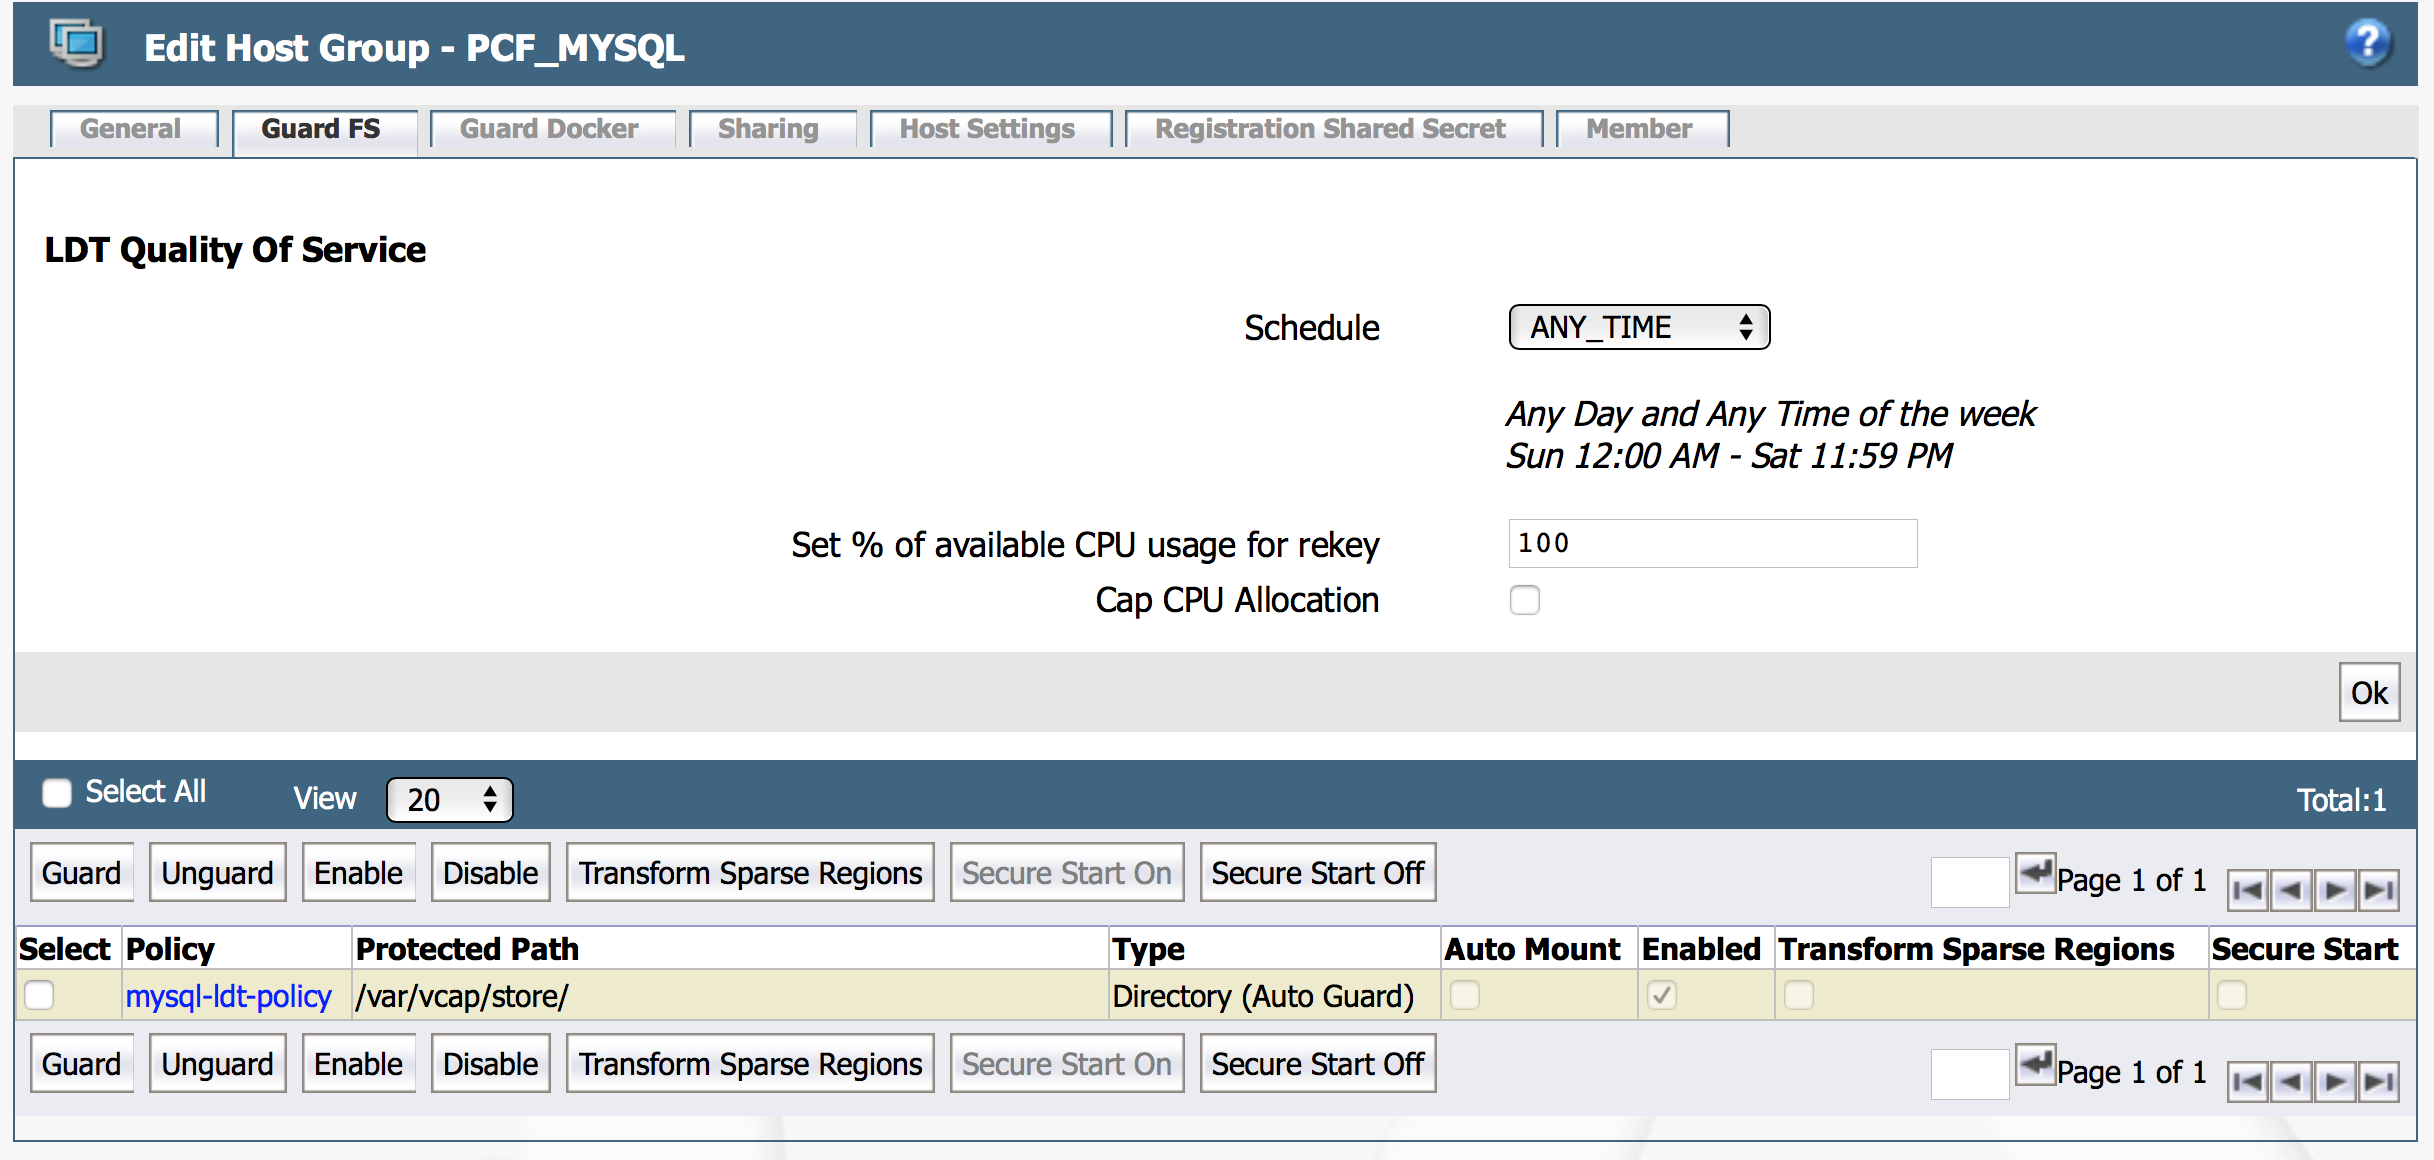 Edit Host Group - PCF_MYSQL
?
General Guard FS Guard Docker Sharing Host Settings Registration Shared Secret Member
LDT Quality Of Service
Schedule ANY_TIME
Any Day and Any Time of the week
Sun 12:00 AM - Sat 11:59 PM
Set % of available CPU usage for rekey 100
Cap CPU Allocation
Ok
Select All View 20 Total:1
Guard Unguard Enable Disable Transform Sparse Regions Secure Start On Secure Start Off Page 1 of 1
Select Policy Protected Path Type Auto Mount Enabled Transform Sparse Regions Secure Start
mysql-ldt-policy /var/vcap/store/ Directory (Auto Guard)
Guard Unguard Enable Disable Transform Sparse Regions Secure Start On Secure Start Off Page 1 of 1